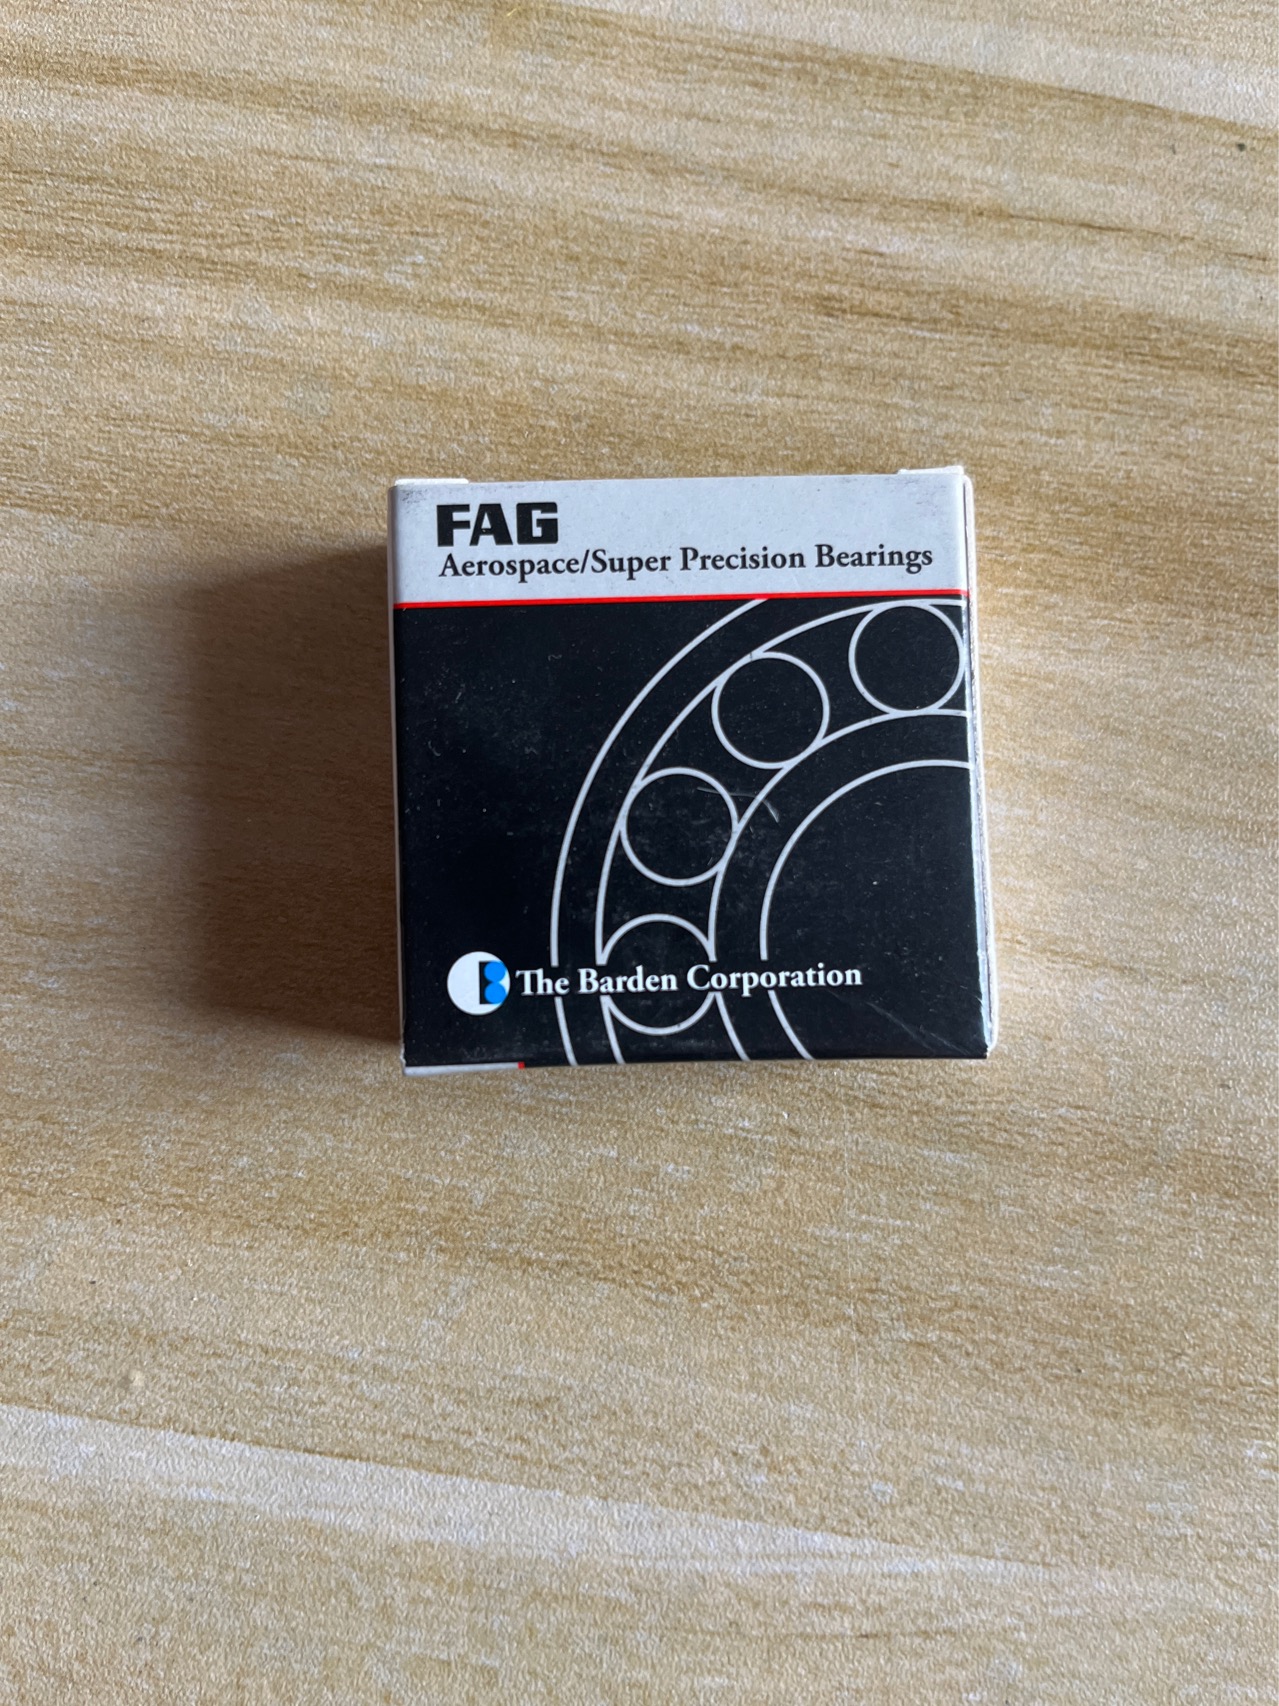 FAG
Aerospace/Super Precision Bearings
The Barden Corporation